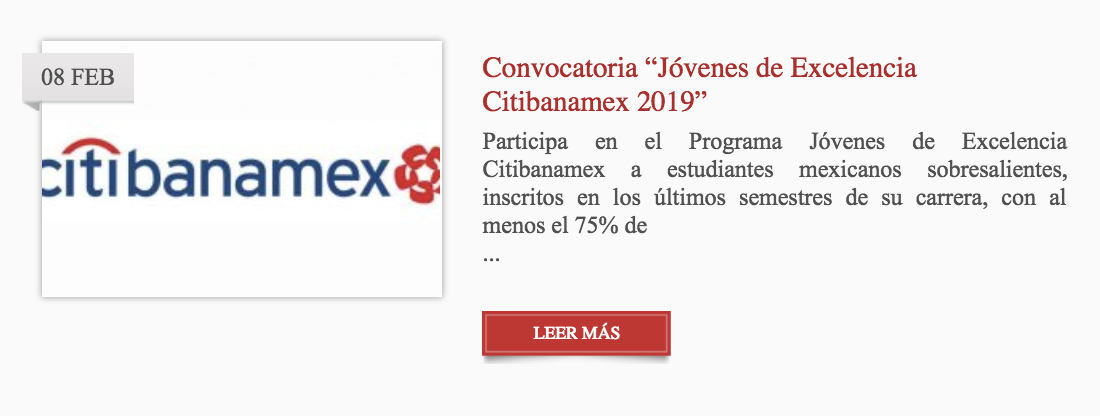 08 FEB
citibanamex
Convocatoria “Jóvenes de Excelencia
Citibanamex 2019”
Participa en el Programa Jóvenes de Excelencia
Citibanamex a estudiantes mexicanos sobresalientes,
inscritos en los últimos semestres de su carrera, con al
menos el 75% de
...
LEER MÁS